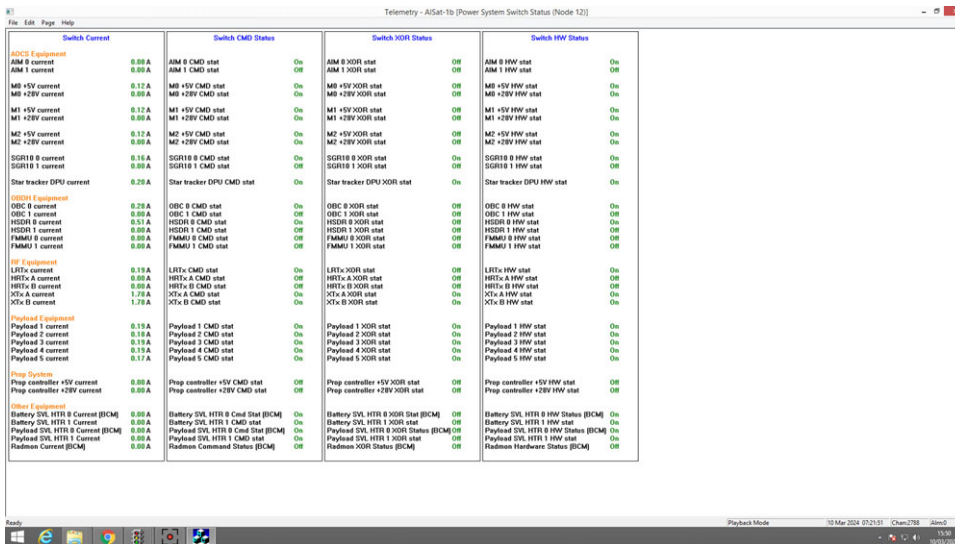 Telemetry - AlSat-1b [Power System Switch Status (Node 12)]
File Edit Page Help
Switch Current Switch CMD Status Switch XOR Status Switch HW Status
ADCS Equipment
AIM 0 current 0.08 A AIM 0 CMD stat On AIM 0 XOR stat Off AIM 0 HW stat On
AIM 1 current 0.00 A AIM 1 CMD stat Off AIM 1 XOR stat Off AIM 1 HW stat Off
M0 +5V current 0.12 A M0 +5V CMD stat On M0 +5V XOR stat Off M0 +5V HW stat On
M0 +28V current 0.00 A M0 +28V CMD stat On M0 +28V XOR stat Off M0 +28V HW stat On
M1 +5V current 0.12 A M1 +5V CMD stat On M1 +5V XOR stat Off M1 +5V HW stat On
M1 +28V current 0.00 A M1 +28V CMD stat On M1 +28V XOR stat Off M1 +28V HW stat On
M2 +5V current 0.12 A M2 +5V CMD stat On M2 +5V XOR stat Off M2 +5V HW stat On
M2 +28V current 0.00 A M2 +28V CMD stat Off M2 +28V XOR stat Off M2 +28V HW stat Off
SGR10 0 current 0.16 A SGR10 0 CMD stat On SGR10 0 XOR stat Off SGR10 0 HW stat On
SGR10 1 current 0.00 A SGR10 1 CMD stat Off SGR10 1 XOR stat Off SGR10 1 HW stat Off
Star tracker DPU current 0.20 A Star tracker DPU CMD stat On Star tracker DPU XOR stat On Star tracker DPU HW stat On
OBDH Equipment
OBC 0 current 0.28 A OBC 0 CMD stat On OBC 0 XOR stat Off OBC 0 HW stat On
OBC 1 current 0.00 A OBC 1 CMD stat Off OBC 1 XOR stat Off OBC 1 HW stat Off
HSDR 0 current 0.51 A HSDR 0 CMD stat On HSDR 0 XOR stat On HSDR 0 HW stat On
HSDR 1 current 0.00 A HSDR 1 CMD stat Off HSDR 1 XOR stat Off HSDR 1 HW stat Off
FMMU 0 current 0.00 A FMMU 0 CMD stat Off FMMU 0 XOR stat Off FMMU 0 HW stat Off
FMMU 1 current 0.00 A FMMU 1 CMD stat Off FMMU 1 XOR stat Off FMMU 1 HW stat Off
RF Equipment
LRTx current 0.19 A LRTx CMD stat On LRTx XOR stat On LRTx HW stat On
HRTx A current 0.00 A HRTx A CMD stat Off HRTx A XOR stat Off HRTx A HW stat Off
HRTx B current 0.00 A HRTx B CMD stat Off HRTx B XOR stat Off HRTx B HW stat Off
XTx A current 1.78 A XTx A CMD stat On XTx A XOR stat On XTx A HW stat On
XTx B current 1.78 A XTx B CMD stat On XTx B XOR stat On XTx B HW stat On
Payload Equipment
Payload 1 current 0.19 A Payload 1 CMD stat On Payload 1 XOR stat On Payload 1 HW stat On
Payload 2 current 0.18 A Payload 2 CMD stat On Payload 2 XOR stat On Payload 2 HW stat On
Payload 3 current 0.19 A Payload 3 CMD stat On Payload 3 XOR stat On Payload 3 HW stat On
Payload 4 current 0.19 A Payload 4 CMD stat On Payload 4 XOR stat On Payload 4 HW stat On
Payload 5 current 0.17 A Payload 5 CMD stat On Payload 5 XOR stat On Payload 5 HW stat On
Prop System
Prop controller +5V current 0.00 A Prop controller +5V CMD stat Off Prop controller +5V XOR stat Off Prop controller +5V HW stat Off
Prop controller +28V current 0.00 A Prop controller +28V CMD stat Off Prop controller +28V XOR stat Off Prop controller +28V HW stat Off
Other Equipment
Battery SVL HTR 0 Current [BCM] 0.00 A Battery SVL HTR 0 Cmd Stat [BCM] On Battery SVL HTR 0 XOR Stat [BCM] Off Battery SVL HTR 0 HW Status [BCM] On
Battery SVL HTR 1 Current 0.00 A Battery SVL HTR 1 CMD stat On Battery SVL HTR 1 XOR stat Off Battery SVL HTR 1 HW stat On
Payload SVL HTR 0 Current [BCM] 0.00 A Payload SVL HTR 0 Cmd Stat [BCM] On Payload SVL HTR 0 XOR Status [BCM] Off Payload SVL HTR 0 HW Status [BCM] On
Payload SVL HTR 1 Current 0.00 A Payload SVL HTR 1 CMD stat On Payload SVL HTR 1 XOR stat Off Payload SVL HTR 1 HW stat On
Radmon Current [BCM] 0.00 A Radmon Command Status [BCM] Off Radmon XOR Status [BCM] Off Radmon Hardware Status [BCM] Off
Ready Playback Mode 10 Mar 2024 07:21:51 Chan:2788 Alm:0
15:50